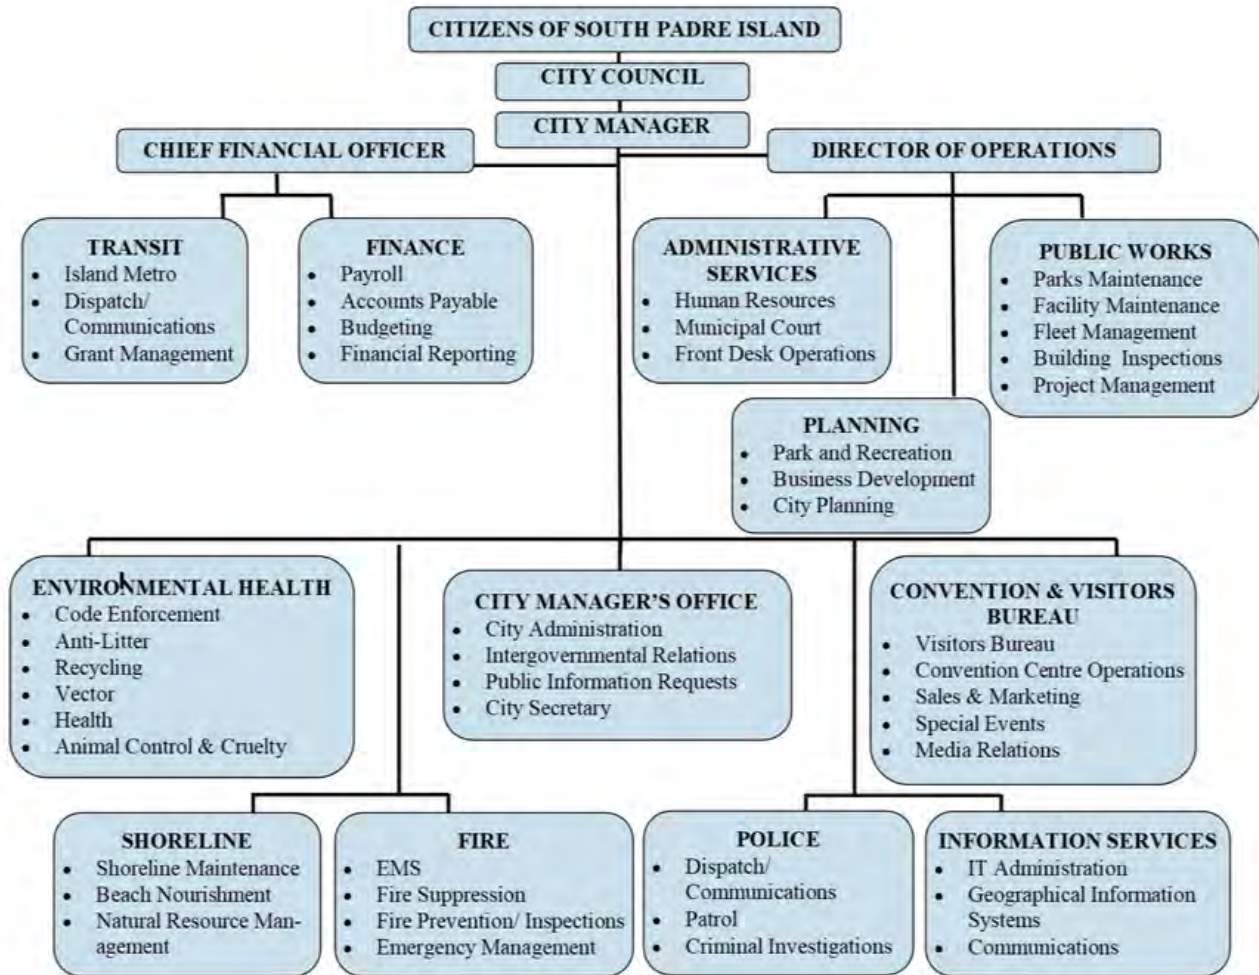 CITIZENS OF SOUTH PADRE ISLAND
CITY COUNCIL
CITY MANAGER
CHIEF FINANCIAL OFFICER
DIRECTOR OF OPERATIONS
TRANSIT
• Island Metro
• Dispatch/
Communications
• Grant Management
FINANCE
• Payroll
• Accounts Payable
• Budgeting
• Financial Reporting
ADMINISTRATIVE
SERVICES
• Human Resources
• Municipal Court
• Front Desk Operations
PUBLIC WORKS
• Parks Maintenance
• Facility Maintenance
• Fleet Management
• Building Inspections
• Project Management
PLANNING
• Park and Recreation
• Business Development
• City Planning
ENVIRONMENTAL HEALTH
• Code Enforcement
• Anti-Litter
• Recycling
• Vector
• Health
• Animal Control & Cruelty
CITY MANAGER'S OFFICE
• City Administration
• Intergovernmental Relations
• Public Information Requests
• City Secretary
CONVENTION & VISITORS
BUREAU
• Visitors Bureau
• Convention Centre Operations
• Sales & Marketing
• Special Events
• Media Relations
SHORELINE
• Shoreline Maintenance
• Beach Nourishment
• Natural Resource Man-
agement
FIRE
• EMS
• Fire Suppression
• Fire Prevention/ Inspections
• Emergency Management
POLICE
• Dispatch/
Communications
• Patrol
• Criminal Investigations
INFORMATION SERVICES
• IT Administration
• Geographical Information
Systems
• Communications